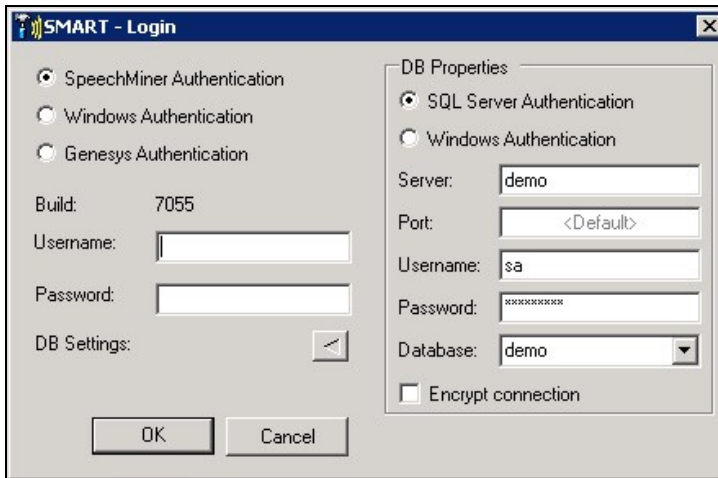 SMART - Login
SpeechMiner Authentication
Windows Authentication
Genesys Authentication
Build: 7055
Username:
Password:
DB Settings:
OK Cancel
DB Properties
SQL Server Authentication
Windows Authentication
Server: demo
Port: <Default>
Username: sa
Password: *********
Database: demo
Encrypt connection